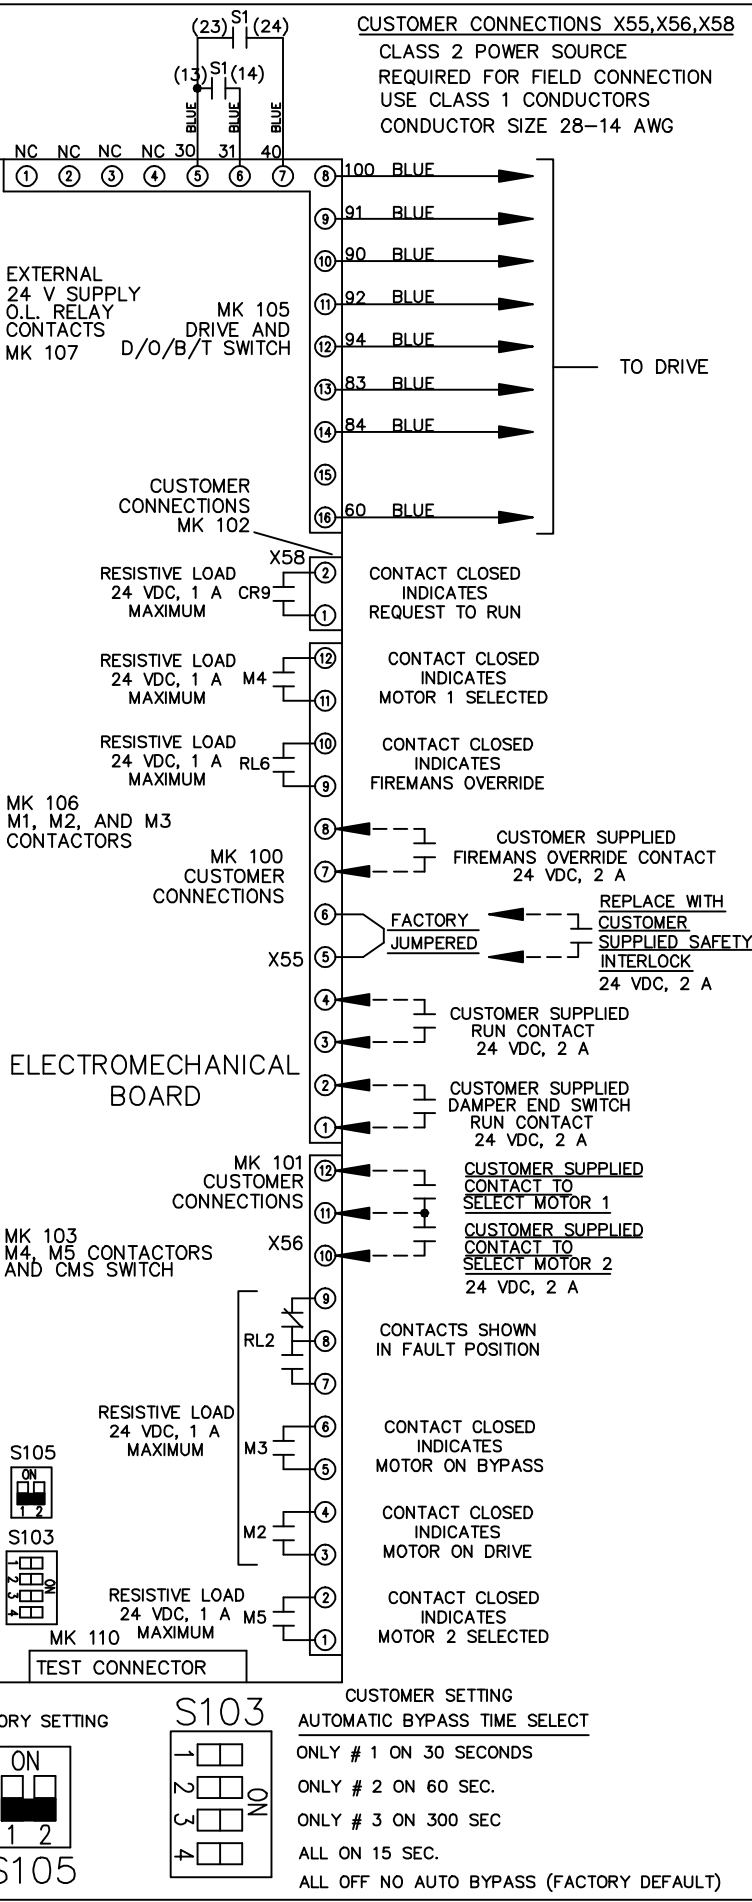 CUSTOMER CONNECTIONS X55,X56,X58
CLASS 2 POWER SOURCE
REQUIRED FOR FIELD CONNECTION
USE CLASS 1 CONDUCTORS
CONDUCTOR SIZE 28-14 AWG
S1
(23) (24)
S1
(13) (14)
BLUE BLUE BLUE
NC NC NC NC 30 31 40
1 2 3 4 5 6 7
8 100 BLUE
9 91 BLUE
10 90 BLUE
11 92 BLUE
12 94 BLUE
13 83 BLUE
14 84 BLUE
15
16 60 BLUE
TO DRIVE
EXTERNAL
24 V SUPPLY
O.L. RELAY
CONTACTS
MK 107
MK 105
DRIVE AND
D/O/B/T SWITCH
CUSTOMER
CONNECTIONS
MK 102
X58
RESISTIVE LOAD
24 VDC, 1 A
MAXIMUM
CR9
2
1
CONTACT CLOSED
INDICATES
REQUEST TO RUN
RESISTIVE LOAD
24 VDC, 1 A
MAXIMUM
M4
12
11
CONTACT CLOSED
INDICATES
MOTOR 1 SELECTED
RESISTIVE LOAD
24 VDC, 1 A
MAXIMUM
RL6
10
9
CONTACT CLOSED
INDICATES
FIREMANS OVERRIDE
MK 106
M1, M2, AND M3
CONTACTORS
MK 100
CUSTOMER
CONNECTIONS
8
7
CUSTOMER SUPPLIED
FIREMANS OVERRIDE CONTACT
24 VDC, 2 A
6
5
X55
FACTORY
JUMPERED
REPLACE WITH
CUSTOMER
SUPPLIED SAFETY
INTERLOCK
24 VDC, 2 A
4
3
CUSTOMER SUPPLIED
RUN CONTACT
24 VDC, 2 A
ELECTROMECHANICAL
BOARD
2
1
CUSTOMER SUPPLIED
DAMPER END SWITCH
RUN CONTACT
24 VDC, 2 A
MK 101
CUSTOMER
CONNECTIONS
X56
12
11
10
CUSTOMER SUPPLIED
CONTACT TO
SELECT MOTOR 1
CUSTOMER SUPPLIED
CONTACT TO
SELECT MOTOR 2
24 VDC, 2 A
MK 103
M4, M5 CONTACTORS
AND CMS SWITCH
RL2
9
8
7
CONTACTS SHOWN
IN FAULT POSITION
RESISTIVE LOAD
24 VDC, 1 A
MAXIMUM
M3
6
5
CONTACT CLOSED
INDICATES
MOTOR ON BYPASS
M2
4
3
CONTACT CLOSED
INDICATES
MOTOR ON DRIVE
S105
ON
1 2
S103
1
2
3
4
ON
RESISTIVE LOAD
24 VDC, 1 A
MAXIMUM
M5
2
1
CONTACT CLOSED
INDICATES
MOTOR 2 SELECTED
MK 110
TEST CONNECTOR
ORY SETTING
ON
1 2
S105
S103
1
2
3
4
ON
CUSTOMER SETTING
AUTOMATIC BYPASS TIME SELECT
ONLY # 1 ON 30 SECONDS
ONLY # 2 ON 60 SEC.
ONLY # 3 ON 300 SEC
ALL ON 15 SEC.
ALL OFF NO AUTO BYPASS (FACTORY DEFAULT)